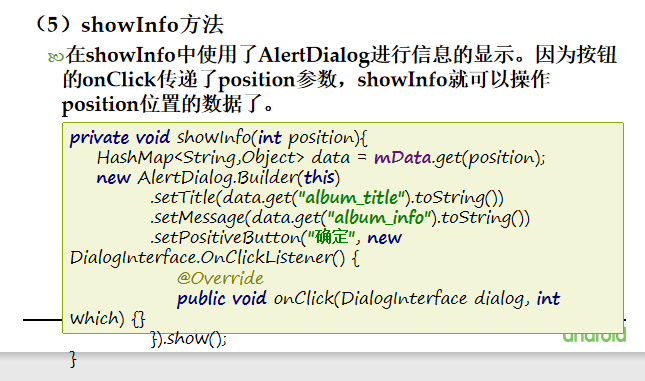 （5）showInfo方法
在showInfo中使用了AlertDialog进行信息的显示。因为按钮
的onClick传递了position参数，showInfo就可以操作
position位置的数据了。
private void showInfo(int position){
HashMap<String,Object> data = mData.get(position);
new AlertDialog.Builder(this)
.setTitle(data.get("album_title").toString())
.setMessage(data.get("album_info").toString())
.setPositiveButton("确定", new
DialogInterface.OnClickListener() {
@Override
public void onClick(DialogInterface dialog, int
which) {}
}).show();
android
}